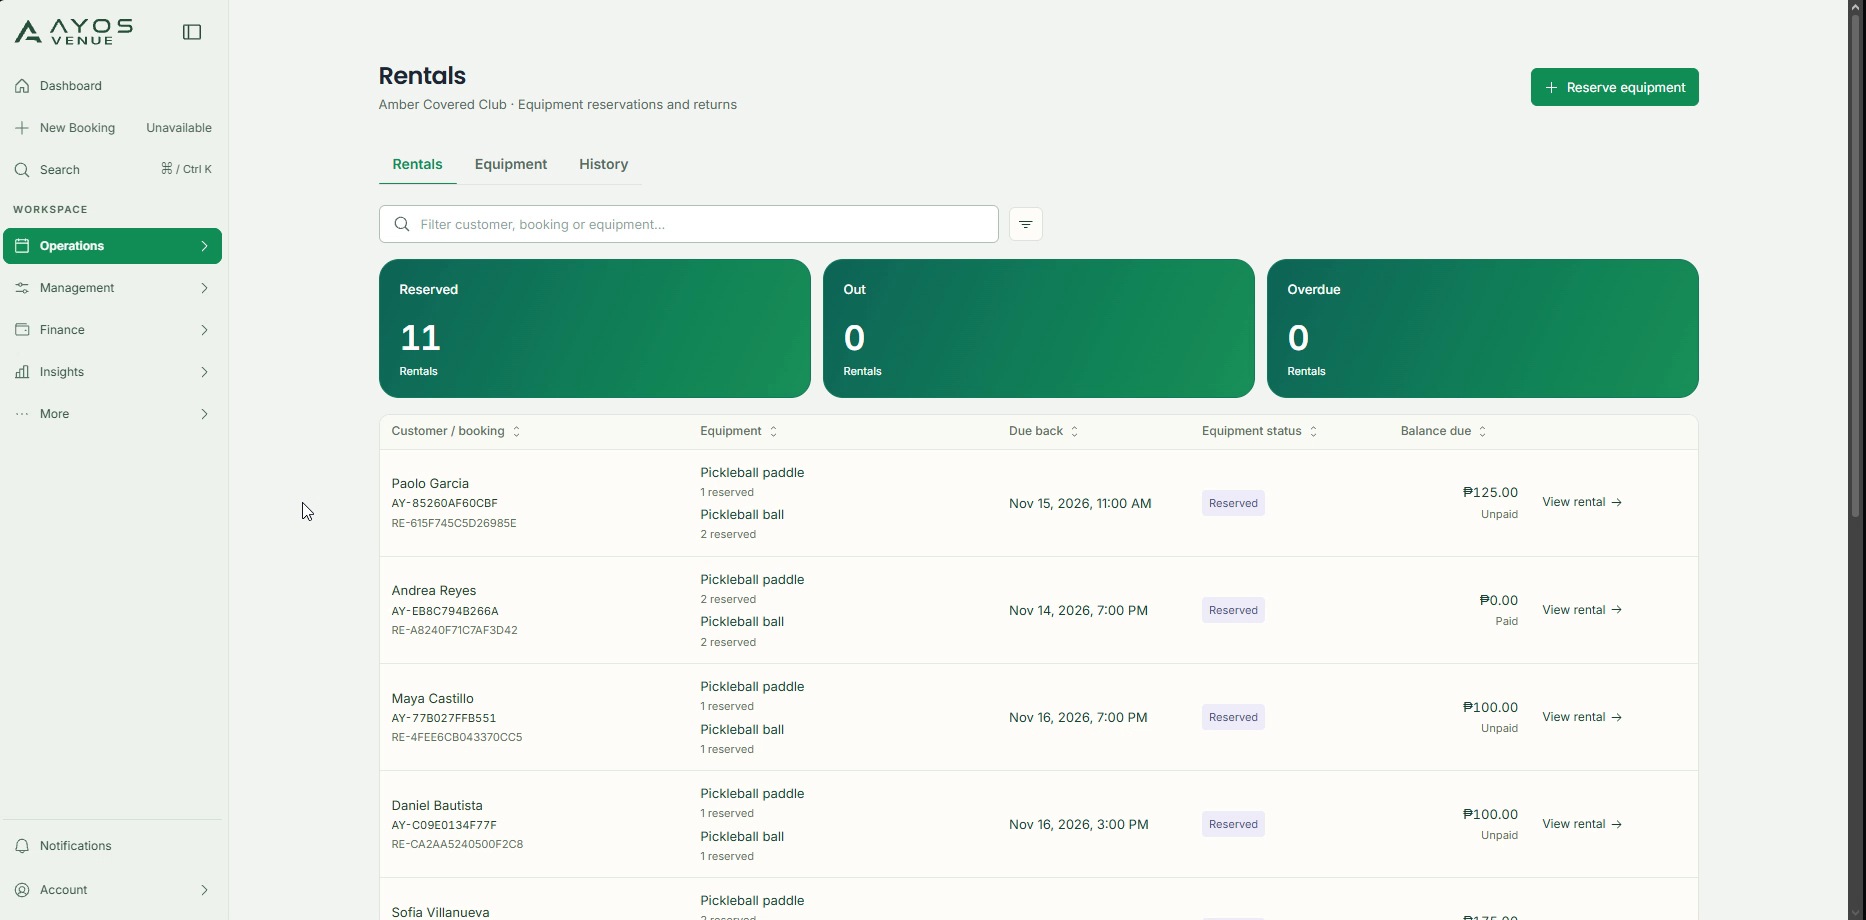 AYOS
VENUE
Dashboard
New Booking Unavailable
Search ⌘ / Ctrl K
WORKSPACE
Operations
Management
Finance
Insights
More
Notifications
Account
Rentals
Amber Covered Club · Equipment reservations and returns
+ Reserve equipment
Rentals Equipment History
Filter customer, booking or equipment...
Reserved
11
Rentals
Out
0
Rentals
Overdue
0
Rentals
Customer / booking Equipment Due back Equipment status Balance due
Paolo Garcia
AY-85260AF60CBF
RE-615F745C5D26985E
Pickleball paddle
1 reserved
Pickleball ball
2 reserved
Nov 15, 2026, 11:00 AM
Reserved
₱125.00
Unpaid
View rental →
Andrea Reyes
AY-EB8C794B266A
RE-A8240F71C7AF3D42
Pickleball paddle
2 reserved
Pickleball ball
2 reserved
Nov 14, 2026, 7:00 PM
Reserved
₱0.00
Paid
View rental →
Maya Castillo
AY-77B027FFB551
RE-4FEE6CB043370CC5
Pickleball paddle
1 reserved
Pickleball ball
1 reserved
Nov 16, 2026, 7:00 PM
Reserved
₱100.00
Unpaid
View rental →
Daniel Bautista
AY-C09E0134F77F
RE-CA2AA5240500F2C8
Pickleball paddle
1 reserved
Pickleball ball
1 reserved
Nov 16, 2026, 3:00 PM
Reserved
₱100.00
Unpaid
View rental →
Sofia Villanueva
Pickleball paddle
2 reserved
₱175.00